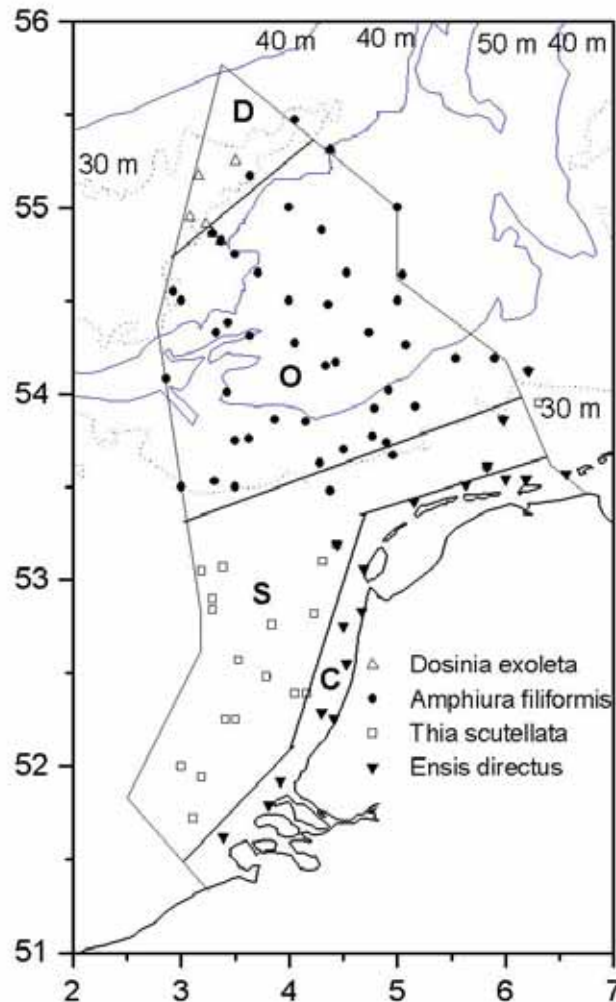 56
40 m
40 m
50 m
40 m
D
30 m
55
O
54
30 m
53
S
C
Dosinia exoleta
Amphiura filiformis
Thia scutellata
Ensis directus
52
51
2
3
4
5
6
7